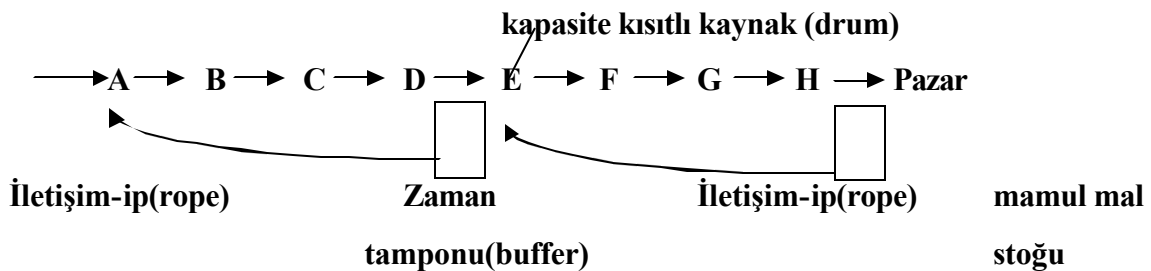 kapasite kısıtlı kaynak (drum)
A B C D E F G H Pazar
İletişim-ip(rope) Zaman İletişim-ip(rope) mamul mal
tamponu(buffer) stoğu